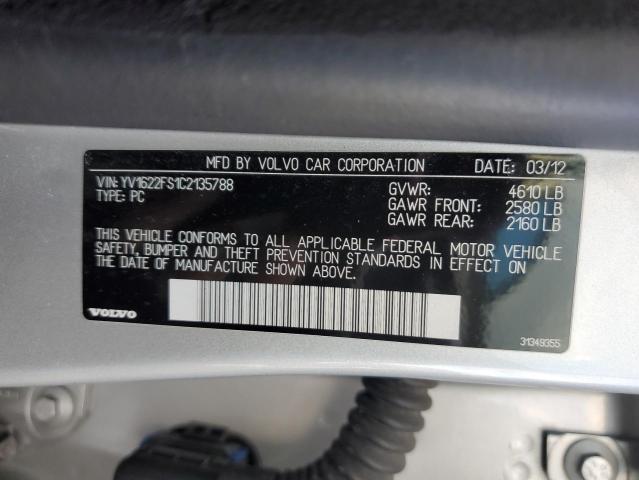 MFD BY VOLVO CAR CORPORATION DATE: 03/12
VIN: YV1622FS1C2135788
TYPE: PC
GVWR: 4610 LB
GAWR FRONT: 2580 LB
GAWR REAR: 2160 LB
THIS VEHICLE CONFORMS TO ALL APPLICABLE FEDERAL MOTOR VEHICLE
SAFETY, BUMPER AND THEFT PREVENTION STANDARDS IN EFFECT ON
THE DATE OF MANUFACTURE SHOWN ABOVE.
VOLVO
31349355